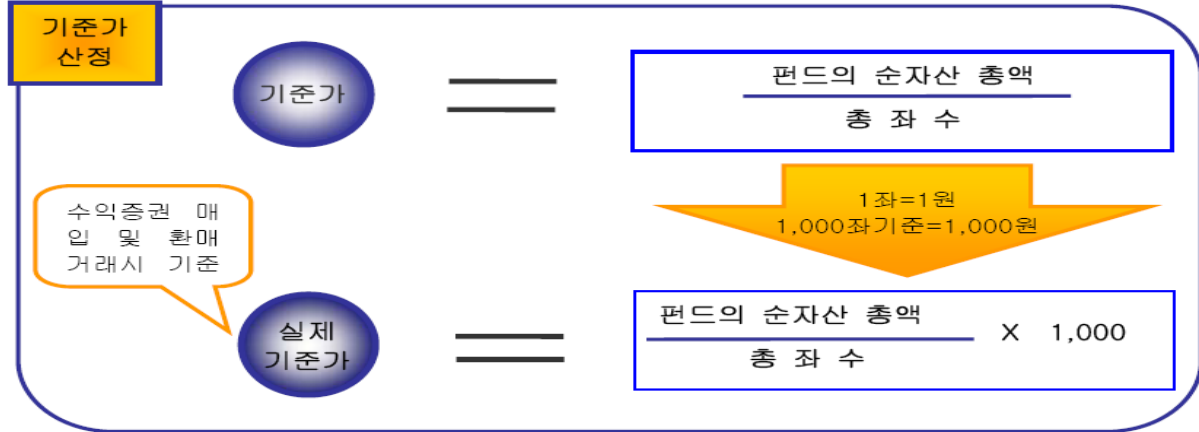 기준가
산정
기준가
펀드의 순자산 총액
총 좌 수
1좌=1원
1,000좌기준=1,000원
수익증권 매
입 및 환매
거래시 기준
실제
기준가
펀드의 순자산 총액
총 좌 수
X 1,000